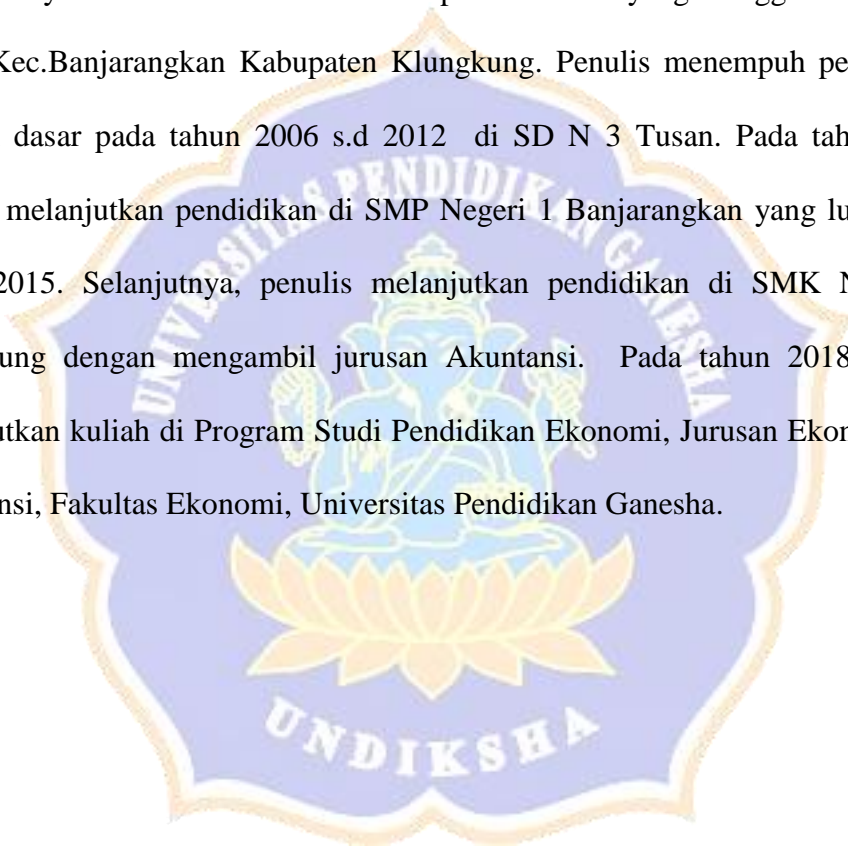 Kec.Banjarangkan Kabupaten Klungkung. Penulis menempuh pe
dasar pada tahun 2006 s.d 2012 di SD N 3 Tusan. Pada tah
melanjutkan pendidikan di SMP Negeri 1 Banjarangkan yang lu
2015. Selanjutnya, penulis melanjutkan pendidikan di SMK N
ung dengan mengambil jurusan Akuntansi. Pada tahun 2018
utkan kuliah di Program Studi Pendidikan Ekonomi, Jurusan Ekon
nsi, Fakultas Ekonomi, Universitas Pendidikan Ganesha.
UNIVERSITAS PENDIDIKAN GANESHA
UNDIKSHA